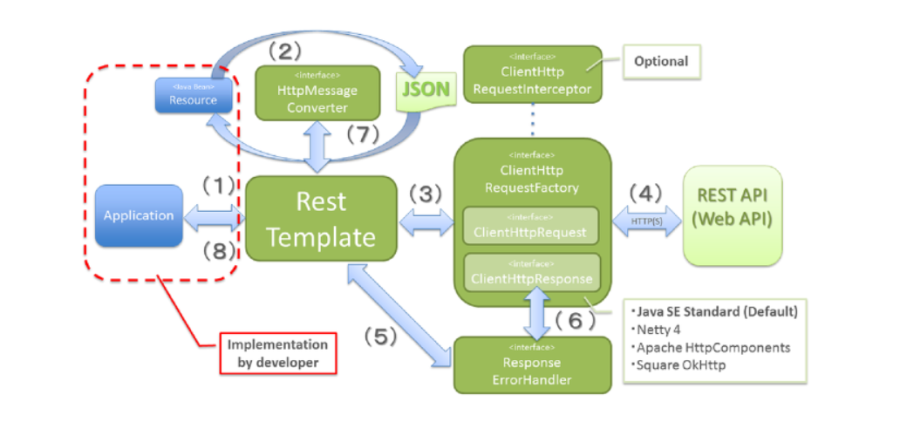 (2)
<interface>
HttpMessage
Converter
<Java Bean>
Resource
JSON
<interface>
ClientHttp
RequestInterceptor
Optional
(7)
(1)
Application
(8)
Rest
Template
(3)
<interface>
ClientHttp
RequestFactory
<interface>
ClientHttpRequest
<interface>
ClientHttpResponse
(4)
HTTP(S)
REST API
(Web API)
(5)
(6)
<interface>
Response
ErrorHandler
・Java SE Standard (Default)
・Netty 4
・Apache HttpComponents
・Square OkHttp
Implementation
by developer